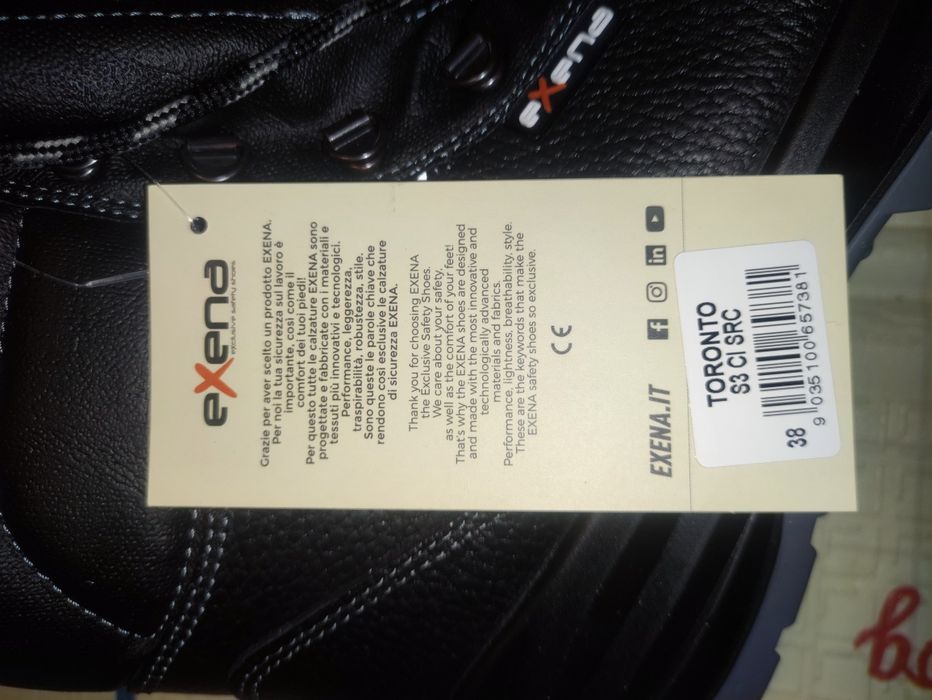 exena
exena
exclusive safety shoes
Grazie per aver scelto un prodotto EXENA.
Per noi la tua sicurezza sul lavoro è
importante, così come il
confort dei tuoi piedi!
Per questo tutte le calzature EXENA sono
progettate e fabbricate con i materiali e
tessuti più innovativi e tecnologici.
Performance, leggerezza,
traspirabilità, robustezza, stile.
Sono queste le parole chiave che
rendono così esclusive le calzature
di sicurezza EXENA.
Thank you for choosing EXENA
the Exclusive Safety Shoes.
We care about your safety,
as well as the comfort of your feet!
That's why the EXENA shoes are designed
and made with the most innovative and
technologically advanced
materials and fabrics.
Performance, lightness, breathability, style.
These are the keywords that make the
EXENA safety shoes so exclusive.
CE
EXENA.IT
TORONTO
S3 CI SRC
38
9 035100 657381